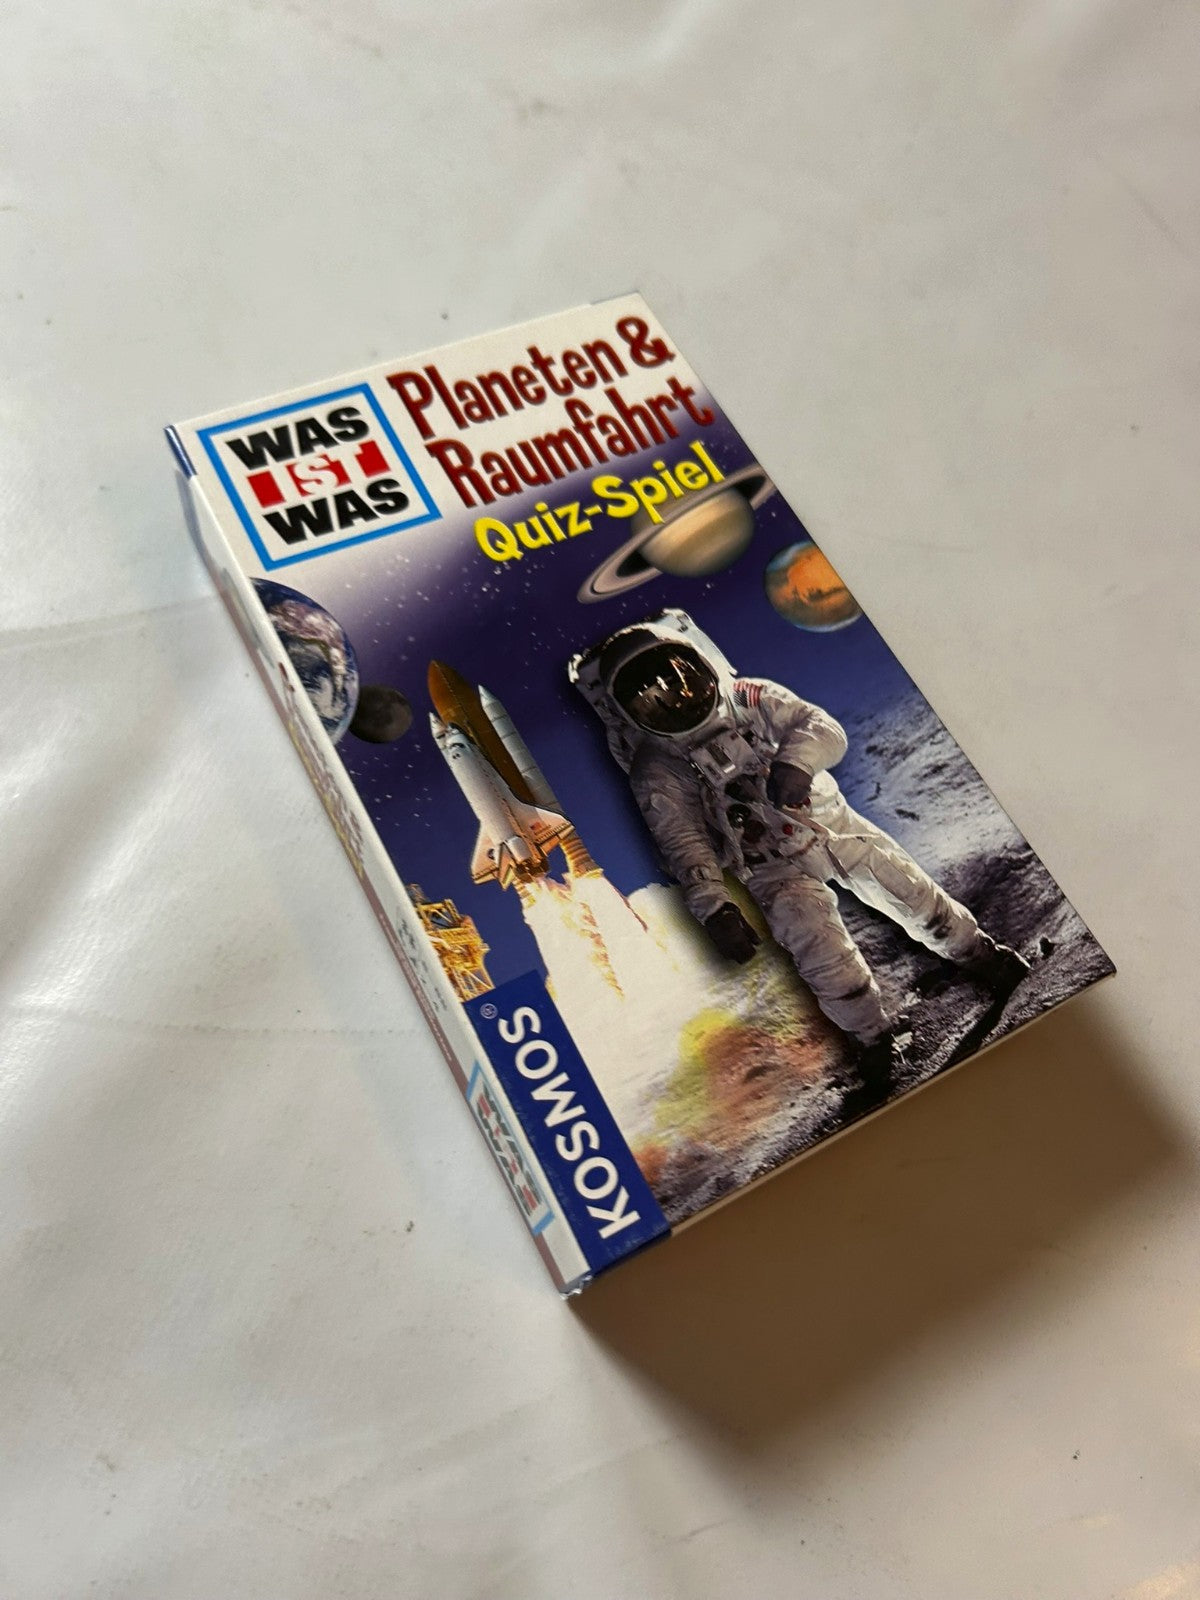 WAS
IST
WAS
Planeten &
Raumfahrt
Quiz-Spiel
KOSMOS®